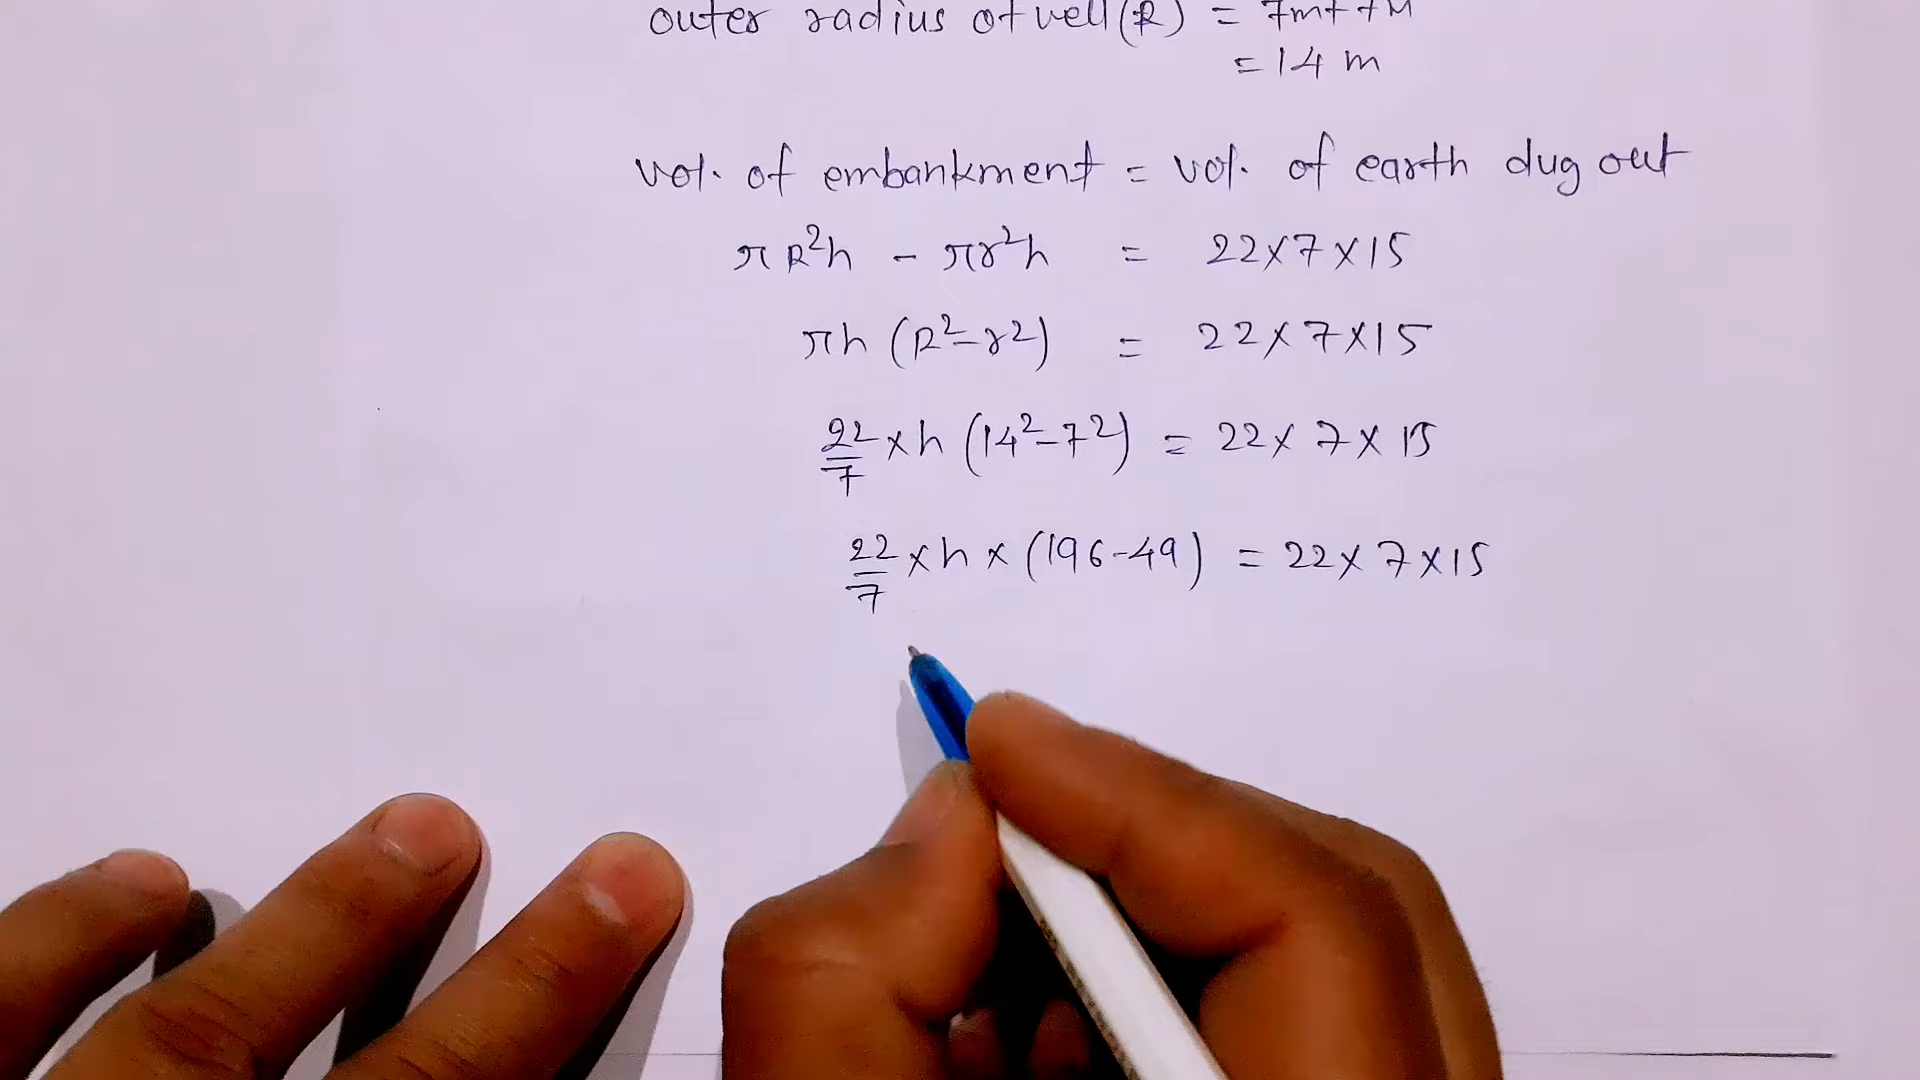 outer radius of well (R) = 7m + 7M
= 14 m
vol. of embankment = vol. of earth dug out
πR²h - πr²h = 22×7×15
πh (R²-r²) = 22×7×15
22/7 × h (14²-7²) = 22× 7× 15
22/7 × h × (196-49) = 22× 7×15